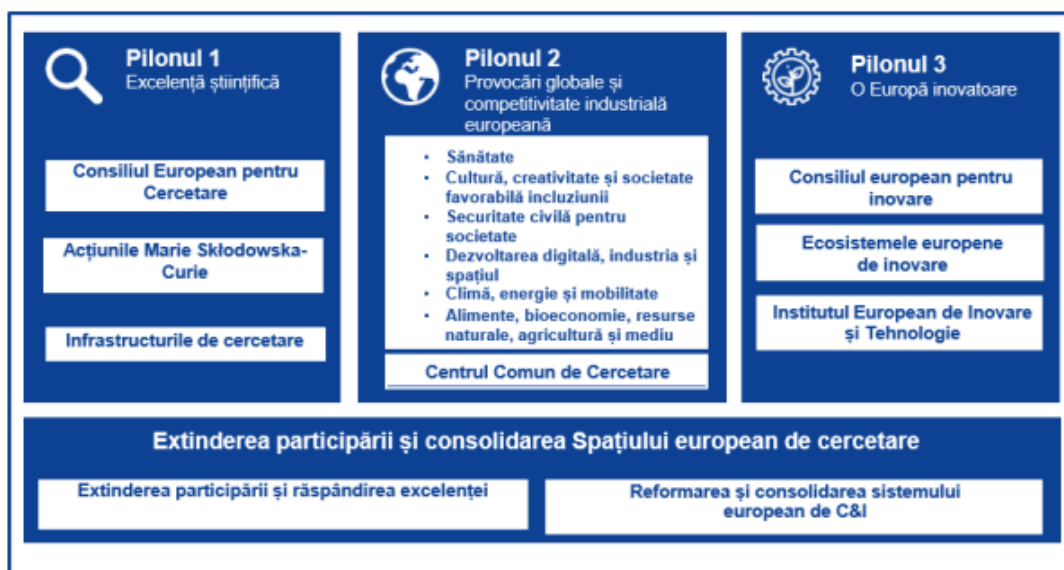 Pilonul 1
Excelență științifică
Consiliul European pentru
Cercetare
Acțiunile Marie Skłodowska-
Curie
Infrastructurile de cercetare
Pilonul 2
Provocări globale și
competitivitate industrială
europeană
• Sănătate
• Cultură, creativitate și societate
favorabilă incluziunii
• Securitate civilă pentru
societate
• Dezvoltarea digitală, industria și
spațiul
• Climă, energie și mobilitate
• Alimente, bioeconomie, resurse
naturale, agricultură și mediu
Centrul Comun de Cercetare
Pilonul 3
O Europă inovatoare
Consiliul european pentru
inovare
Ecosistemele europene
de inovare
Institutul European de Inovare
și Tehnologie
Extinderea participării și consolidarea Spațiului european de cercetare
Extinderea participării și răspândirea excelenței
Reformarea și consolidarea sistemului
european de C&I